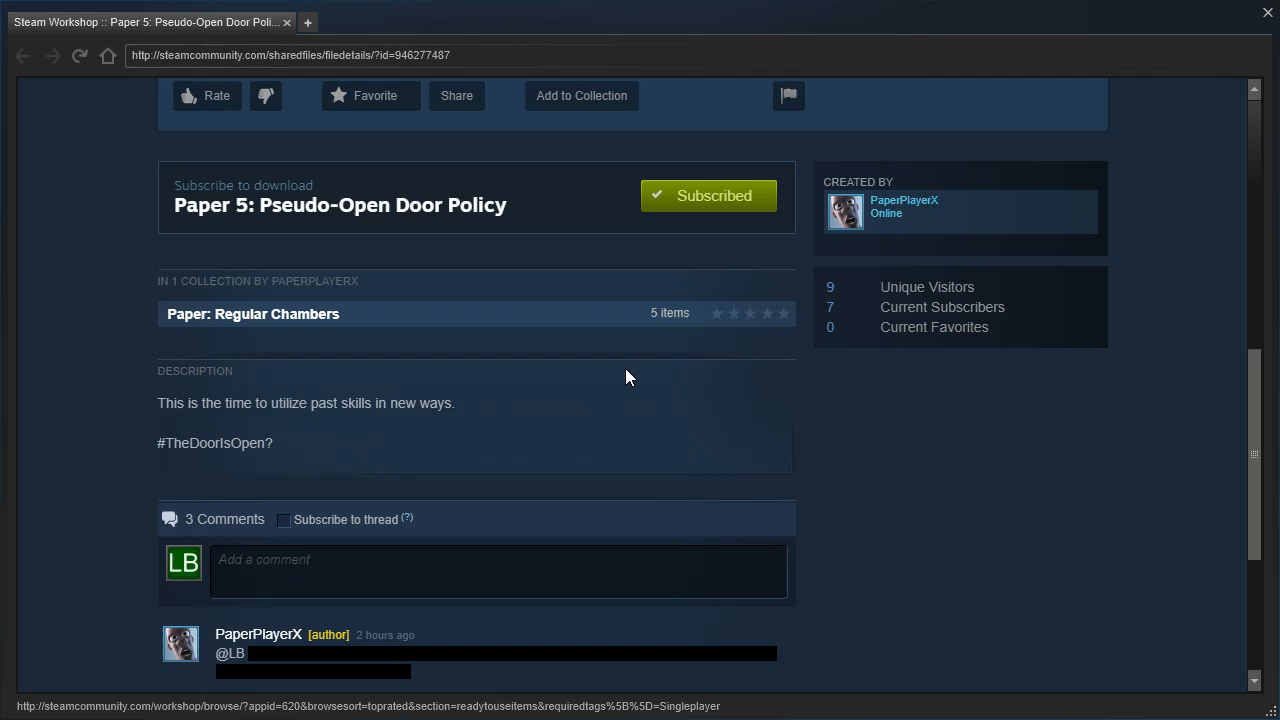 Steam Workshop :: Paper 5: Pseudo-Open Door Poli...
http://steamcommunity.com/sharedfiles/filedetails/?id=946277487
Rate
Favorite
Share
Add to Collection
Subscribe to download
Paper 5: Pseudo-Open Door Policy
Subscribed
CREATED BY
PaperPlayerX
Online
IN 1 COLLECTION BY PAPERPLAYERX
Paper: Regular Chambers
5 items
9 Unique Visitors
7 Current Subscribers
0 Current Favorites
DESCRIPTION
This is the time to utilize past skills in new ways.
#TheDoorIsOpen?
3 Comments
Subscribe to thread (?)
LB
Add a comment
PaperPlayerX [author] 2 hours ago
@LB
http://steamcommunity.com/workshop/browse/?appid=620&browsesort=toprated&section=readytouseitems&requiredtags%5B%5D=Singleplayer